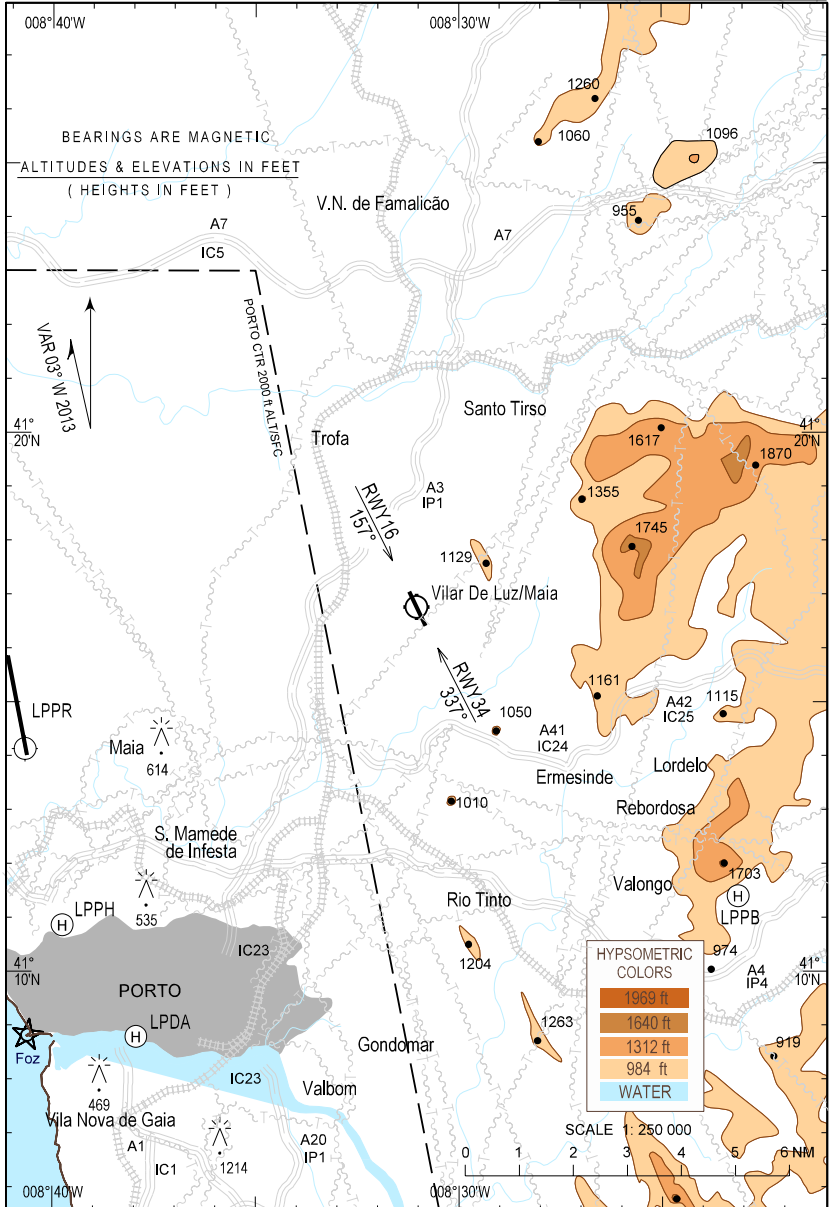 008°40'W
008°30'W
1260
1060
1096
BEARINGS ARE MAGNETIC
ALTITUDES & ELEVATIONS IN FEET
( HEIGHTS IN FEET )
V.N. de Famalicão
955
A7
IC5
A7
PORTO CTR 2000 ft ALT/SFC
VAR 03° W 2013
Santo Tirso
41°
20'N
Trofa
1617
41°
20'N
1870
A3
IP1
1355
RWY16
157°
1745
1129
Vilar De Luz/Maia
RWY34
337°
1161
A42
IC25
1115
LPPR
1050
A41
IC24
Maia
614
Ermesinde
Lordelo
1010
Rebordosa
S. Mamede
de Infesta
1703
Valongo
535
LPPH
Rio Tinto
H
H
LPPB
IC23
1204
974
41°
10'N
A4
IP4
41°
10'N
HYPSOMETRIC
COLORS
1969 ft
1640 ft
1312 ft
984 ft
WATER
PORTO
LPDA
H
1263
919
Foz
Gondomar
IC23
Valbom
469
Vila Nova de Gaia
SCALE 1: 250 000
A1
A20
IP1
1214
IC1
0
1
2
3
4
5
6 NM
008°40'W
008°30'W